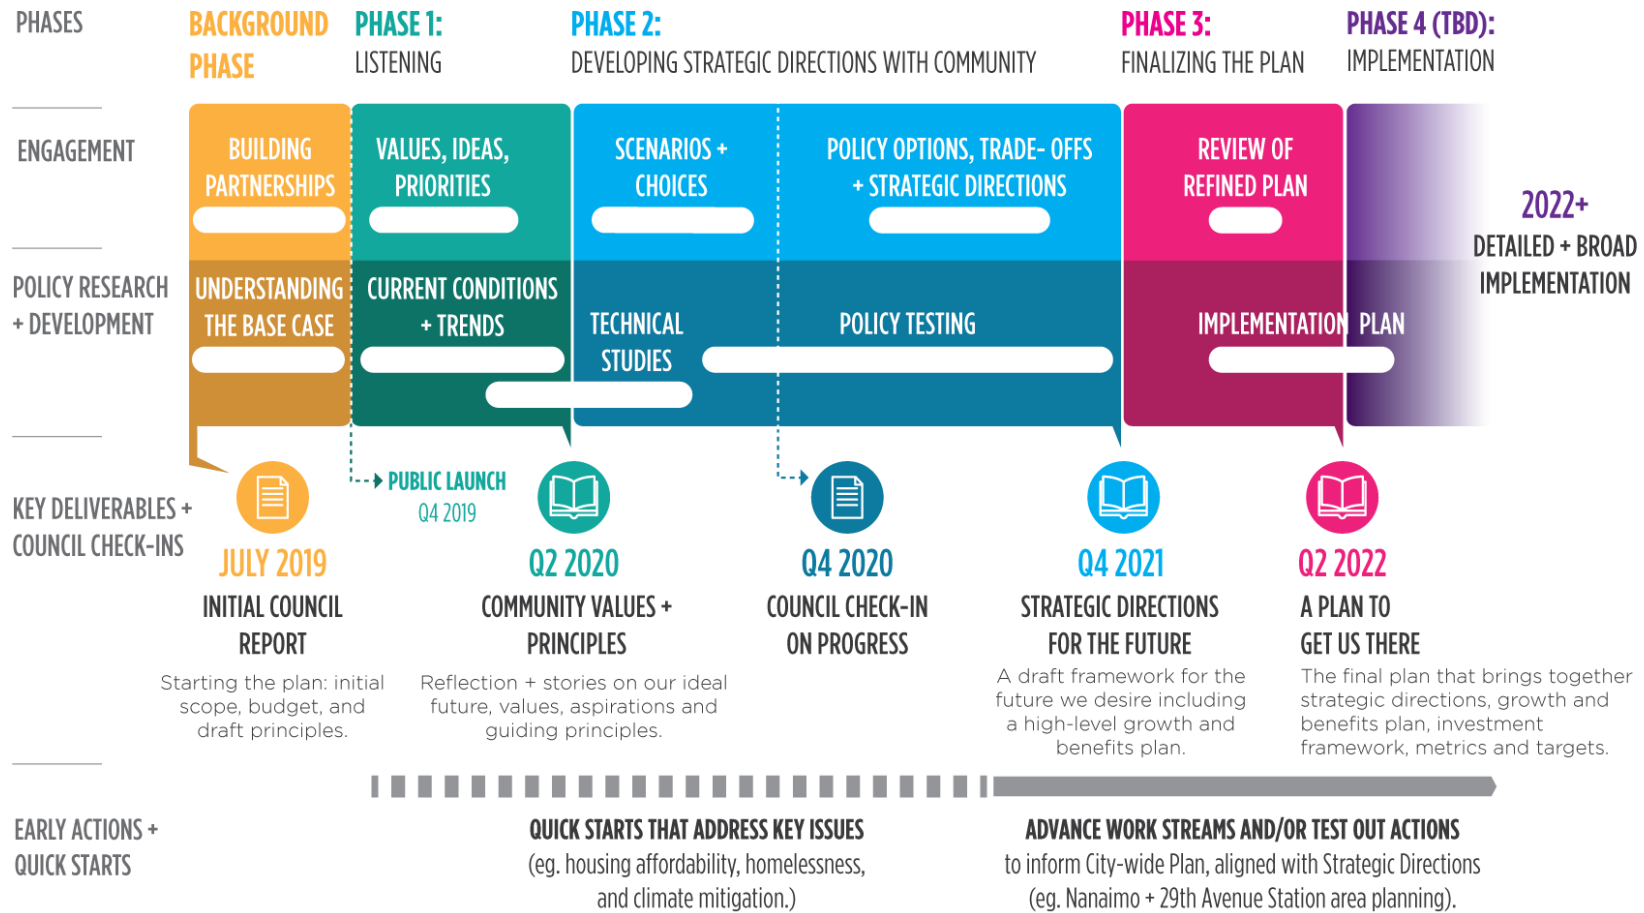 PHASES
BACKGROUND
PHASE
PHASE 1:
LISTENING
PHASE 2:
DEVELOPING STRATEGIC DIRECTIONS WITH COMMUNITY
PHASE 3:
FINALIZING THE PLAN
PHASE 4 (TBD):
IMPLEMENTATION
ENGAGEMENT
BUILDING
PARTNERSHIPS
VALUES, IDEAS,
PRIORITIES
SCENARIOS +
CHOICES
POLICY OPTIONS, TRADE- OFFS
+ STRATEGIC DIRECTIONS
REVIEW OF
REFINED PLAN
2022+
DETAILED + BROAD
IMPLEMENTATION
POLICY RESEARCH
+ DEVELOPMENT
UNDERSTANDING
THE BASE CASE
CURRENT CONDITIONS
+ TRENDS
TECHNICAL
STUDIES
POLICY TESTING
IMPLEMENTATION PLAN
KEY DELIVERABLES +
COUNCIL CHECK-INS
JULY 2019
INITIAL COUNCIL
REPORT
Starting the plan: initial
scope, budget, and
draft principles.
PUBLIC LAUNCH
Q4 2019
Q2 2020
COMMUNITY VALUES +
PRINCIPLES
Reflection + stories on our ideal
future, values, aspirations and
guiding principles.
Q4 2020
COUNCIL CHECK-IN
ON PROGRESS
Q4 2021
STRATEGIC DIRECTIONS
FOR THE FUTURE
A draft framework for the
future we desire including
a high-level growth and
benefits plan.
Q2 2022
A PLAN TO
GET US THERE
The final plan that brings together
strategic directions, growth and
benefits plan, investment
framework, metrics and targets.
EARLY ACTIONS +
QUICK STARTS
QUICK STARTS THAT ADDRESS KEY ISSUES
(eg. housing affordability, homelessness,
and climate mitigation.)
ADVANCE WORK STREAMS AND/OR TEST OUT ACTIONS
to inform City-wide Plan, aligned with Strategic Directions
(eg. Nanaimo + 29th Avenue Station area planning).